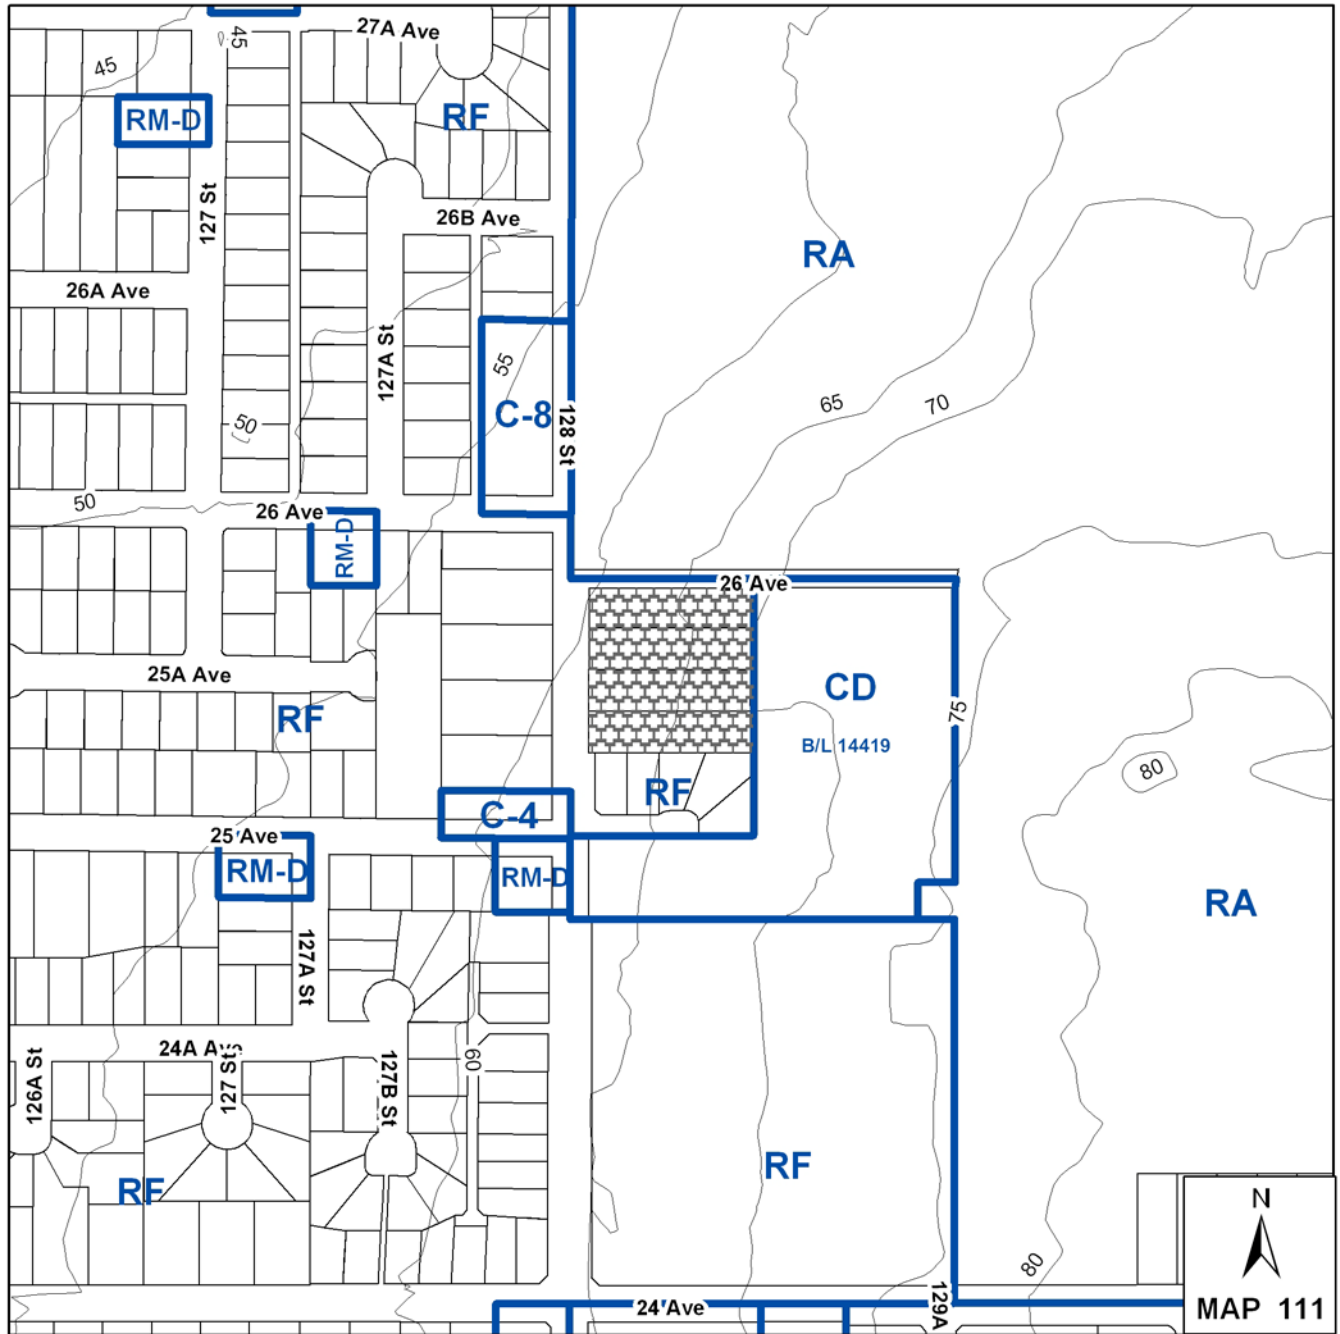 27A Ave
45
45
RM-D
RF
127 St
26B Ave
RA
26A Ave
127A St
55
C-8
128 St
65
70
50
50
26 Ave
RM-D
26 Ave
25A Ave
RF
CD
B/L 14419
75
80
RF
C-4
25 Ave
RM-D
RM-D
RA
127A St
24A Ave
60
126A St
127 St
127B St
RF
RF
80
N
129A
24 Ave
MAP 111